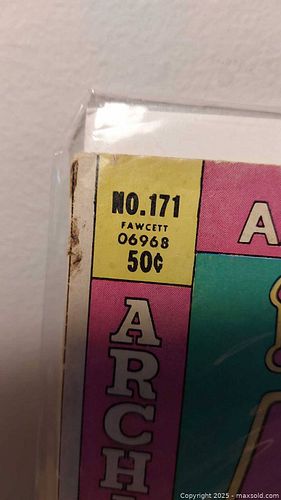 NO.171
FAWCETT
06968
50¢
A
ARCH
Copyright © 2025 - maxsold.com